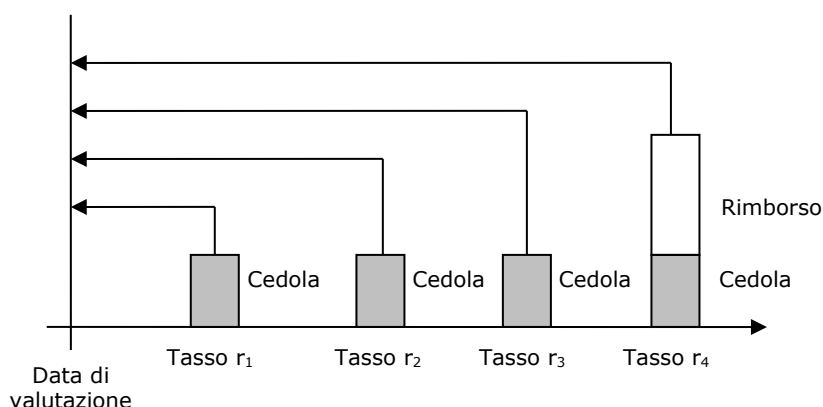 Rimborso
Cedola Cedola Cedola Cedola
Tasso r₁ Tasso r₂ Tasso r₃ Tasso r₄
Data di
valutazione